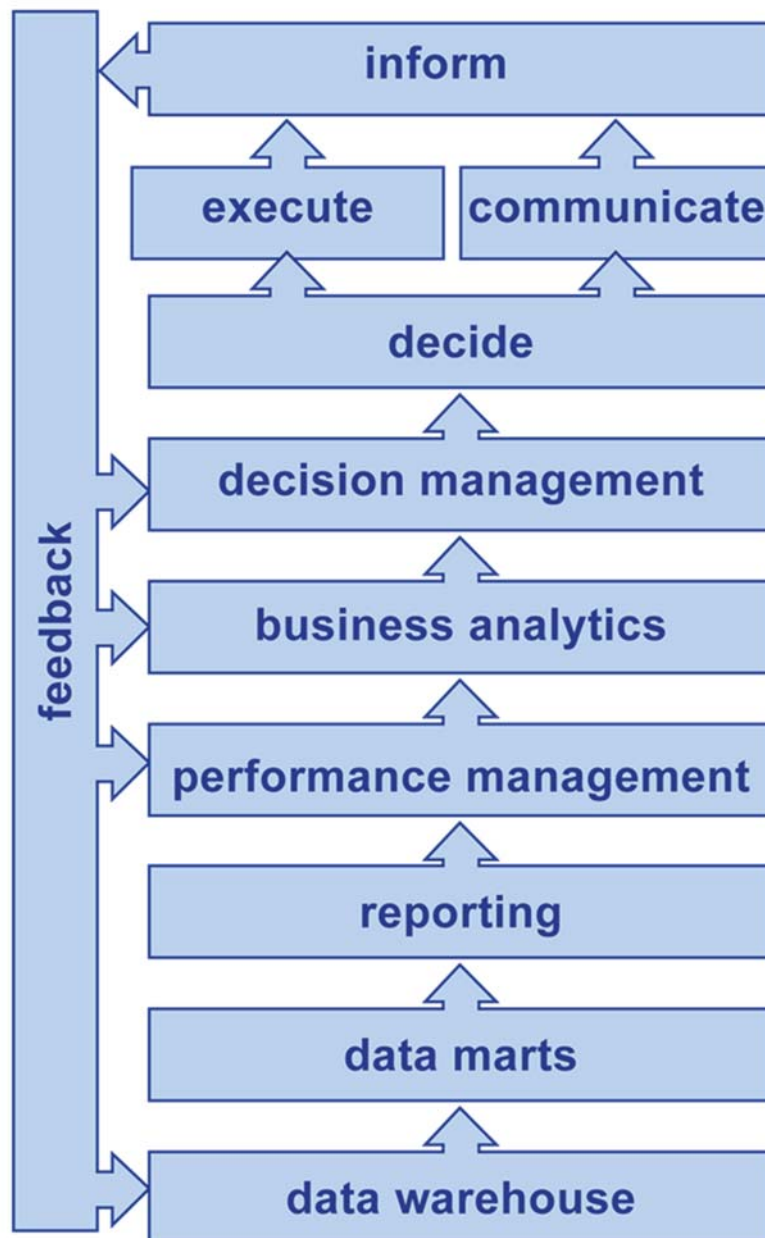 inform
execute
communicate
decide
decision management
business analytics
feedback
performance management
reporting
data marts
data warehouse